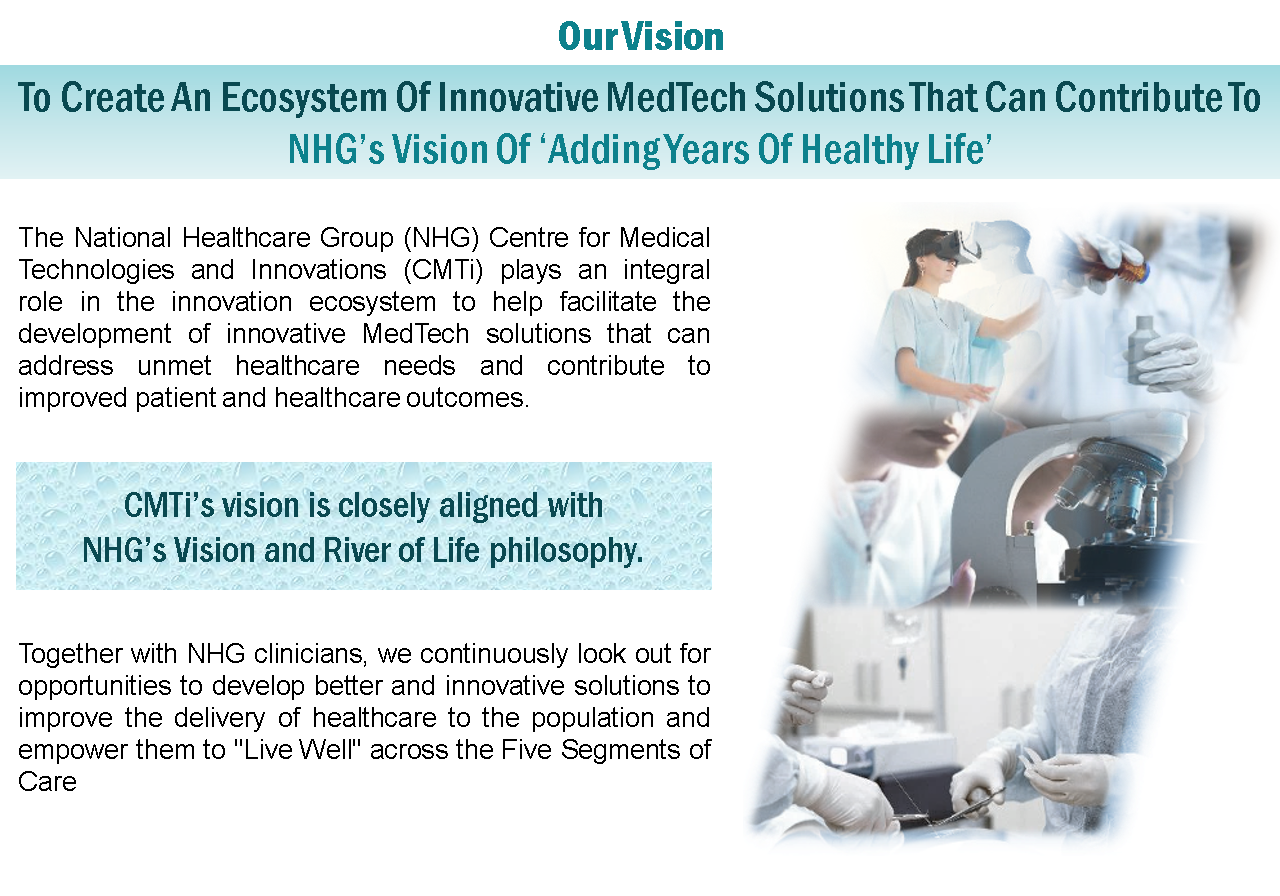 Our Vision
To Create An Ecosystem Of Innovative MedTech Solutions That Can Contribute To
NHG’s Vision Of ‘Adding Years Of Healthy Life’
The National Healthcare Group (NHG) Centre for Medical
Technologies and Innovations (CMTi) plays an integral
role in the innovation ecosystem to help facilitate the
development of innovative MedTech solutions that can
address unmet healthcare needs and contribute to
improved patient and healthcare outcomes.
CMTi’s vision is closely aligned with
NHG’s Vision and River of Life philosophy.
Together with NHG clinicians, we continuously look out for
opportunities to develop better and innovative solutions to
improve the delivery of healthcare to the population and
empower them to "Live Well" across the Five Segments of
Care